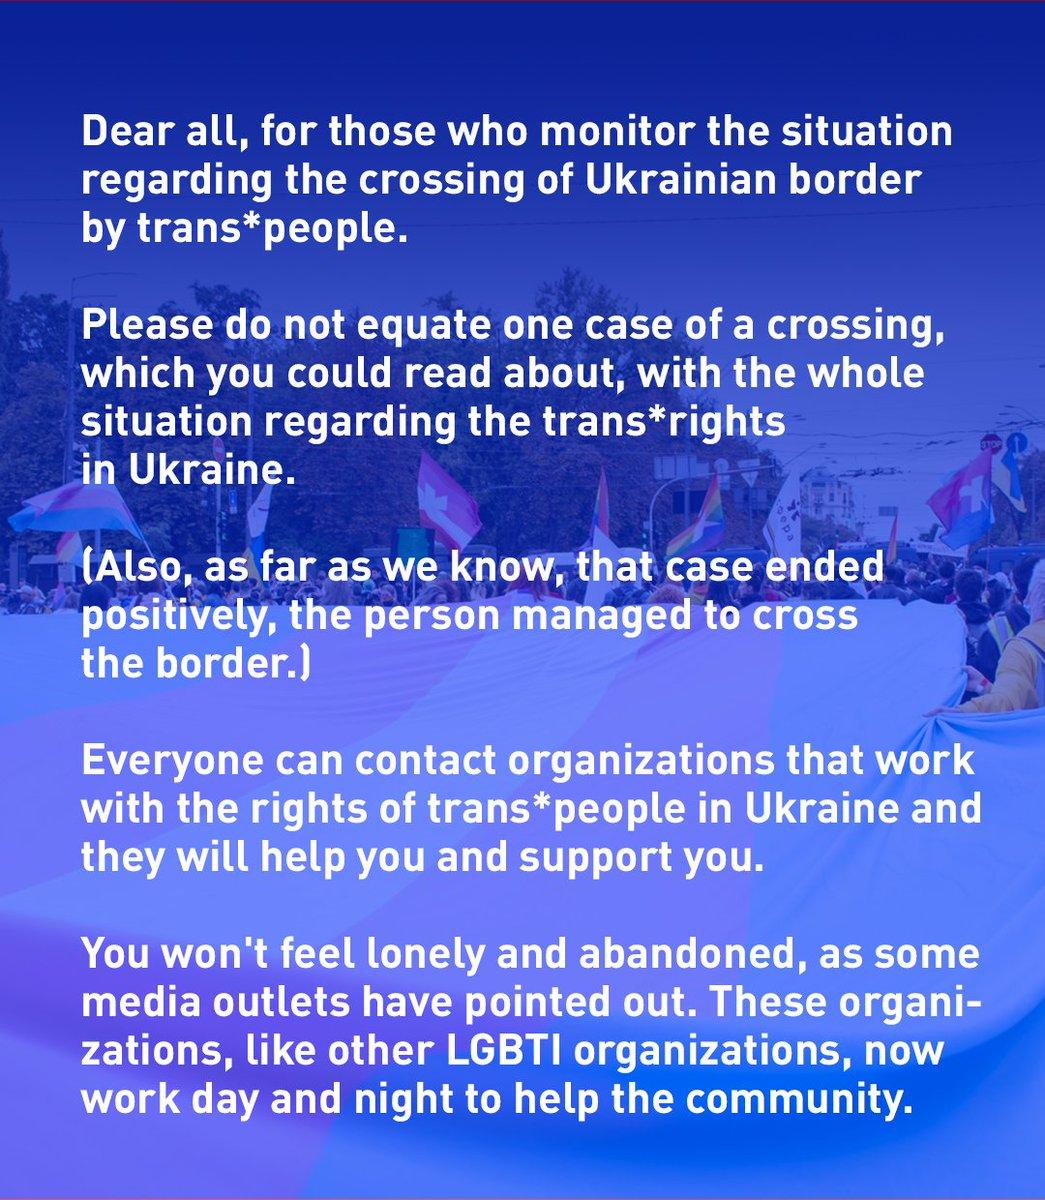 Dear all, for those who monitor the situation
regarding the crossing of Ukrainian border
by trans*people.
Please do not equate one case of a crossing,
which you could read about, with the whole
situation regarding the trans*rights
in Ukraine.
(Also, as far as we know, that case ended
positively, the person managed to cross
the border.)
Everyone can contact organizations that work
with the rights of trans*people in Ukraine and
they will help you and support you.
You won't feel lonely and abandoned, as some
media outlets have pointed out. These organi-
zations, like other LGBTI organizations, now
work day and night to help the community.
STOP